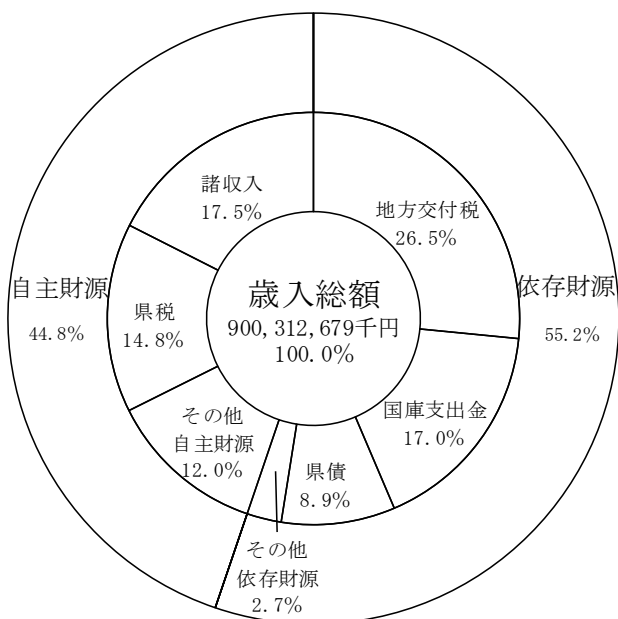 諸収入
17.5%
地方交付税
26.5%
自主財源
44.8%
県税
14.8%
歳入総額
900,312,679千円
100.0%
依存財源
55.2%
その他
自主財源
12.0%
県債
8.9%
国庫支出金
17.0%
その他
依存財源
2.7%